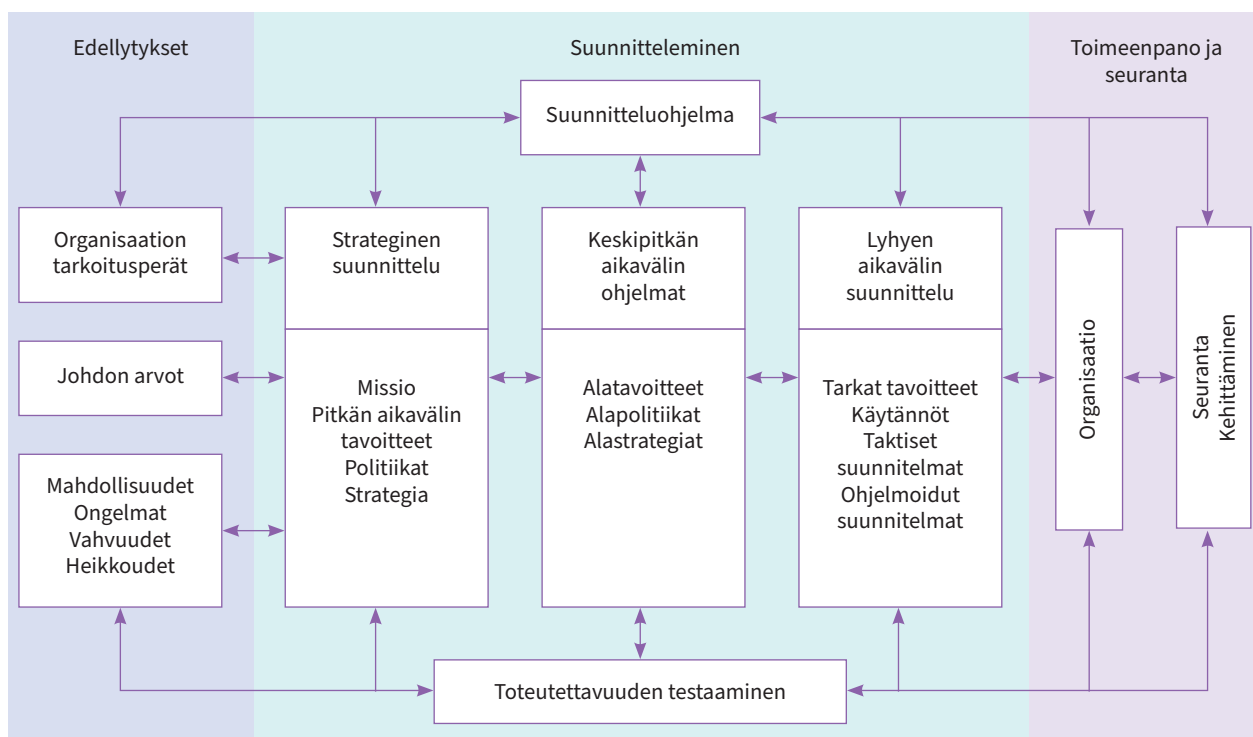 Edellytykset
Suunnitteleminen
Toimeenpano ja
seuranta
Suunnitteluohjelma
Organisaation
tarkoitusperät
Strateginen
suunnittelu
Keskipitkän
aikavälin
ohjelmat
Lyhyen
aikavälin
suunnittelu
Johdon arvot
Mahdollisuudet
Ongelmat
Vahvuudet
Heikkoudet
Missio
Pitkän aikavälin
tavoitteet
Politiikat
Strategia
Alatavoitteet
Alapolitiikat
Alastrategiat
Tarkat tavoitteet
Käytännöt
Taktiset
suunnitelmat
Ohjelmoidut
suunnitelmat
Organisaatio
Seuranta
Kehittäminen
Toteutettavuuden testaaminen